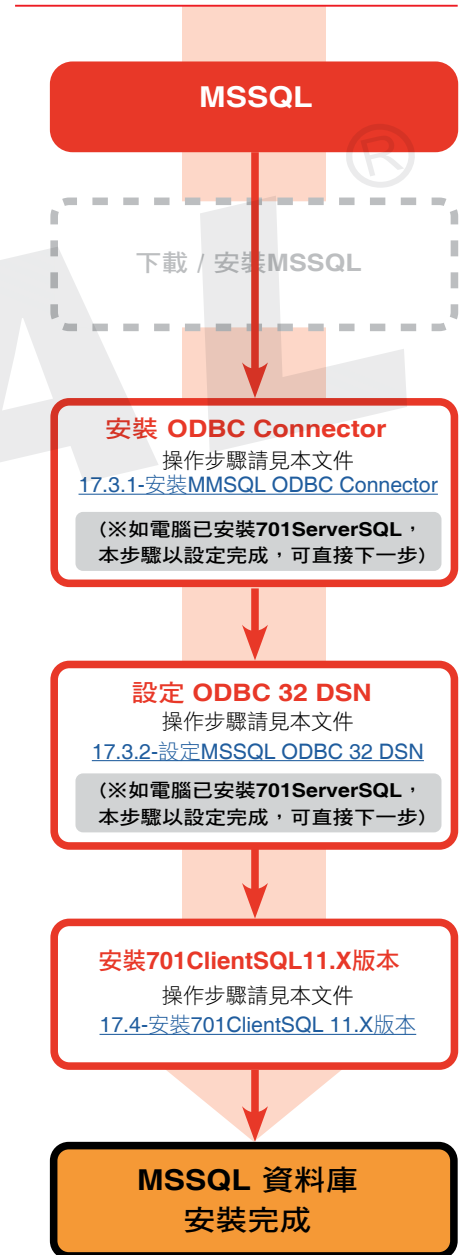 MSSQL
®
下載 / 安裝MSSQL
AL
安裝 ODBC Connector
操作步驟請見本文件
17.3.1-安裝MMSQL ODBC Connector
(※如電腦已安裝701ServerSQL，
本步驟以設定完成，可直接下一步)
設定 ODBC 32 DSN
操作步驟請見本文件
17.3.2-設定MSSQL ODBC 32 DSN
(※如電腦已安裝701ServerSQL，
本步驟以設定完成，可直接下一步)
安裝701ClientSQL11.X版本
操作步驟請見本文件
17.4-安裝701ClientSQL 11.X版本
MSSQL 資料庫
安裝完成